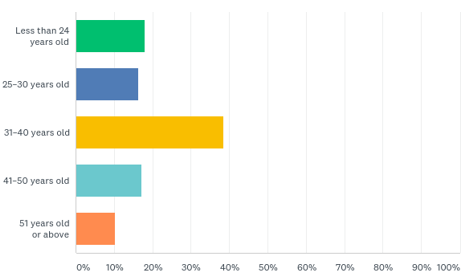 Less than 24
years old
25–30 years old
31–40 years old
41–50 years old
51 years old
or above
0% 10% 20% 30% 40% 50% 60% 70% 80% 90% 100%